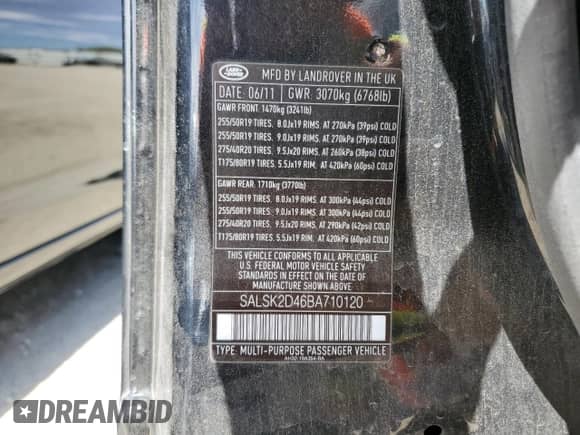 LAND ROVER
MFD BY LANDROVER IN THE UK
DATE: 06/11 GWR: 3070kg (6768lb)
GAWR FRONT: 1470kg (3241lb)
255/50R19 TIRES. 8.0Jx19 RIMS. AT 270kPa (39psi) COLD
255/50R19 TIRES. 9.0Jx19 RIMS. AT 270kPa (39psi) COLD
275/40R20 TIRES. 9.5Jx20 RIMS. AT 260kPa (38psi) COLD
T175/80R19 TIRES. 5.5Jx19 RIM. AT 420kPa (60psi) COLD
GAWR REAR: 1710kg (3770lb)
255/50R19 TIRES. 8.0Jx19 RIMS. AT 300kPa (44psi) COLD
255/50R19 TIRES. 9.0Jx19 RIMS. AT 300kPa (44psi) COLD
275/40R20 TIRES. 9.5Jx20 RIMS. AT 290kPa (42psi) COLD
T175/80R19 TIRES. 5.5Jx19 RIM. AT 420kPa (60psi) COLD
THIS VEHICLE CONFORMS TO ALL APPLICABLE
U.S. FEDERAL MOTOR VEHICLE SAFETY
STANDARDS IN EFFECT ON THE DATE OF
MANUFACTURE SHOWN ABOVE
SALSK2D46BA710120
TYPE: MULTI-PURPOSE PASSENGER VEHICLE
DREAMBID